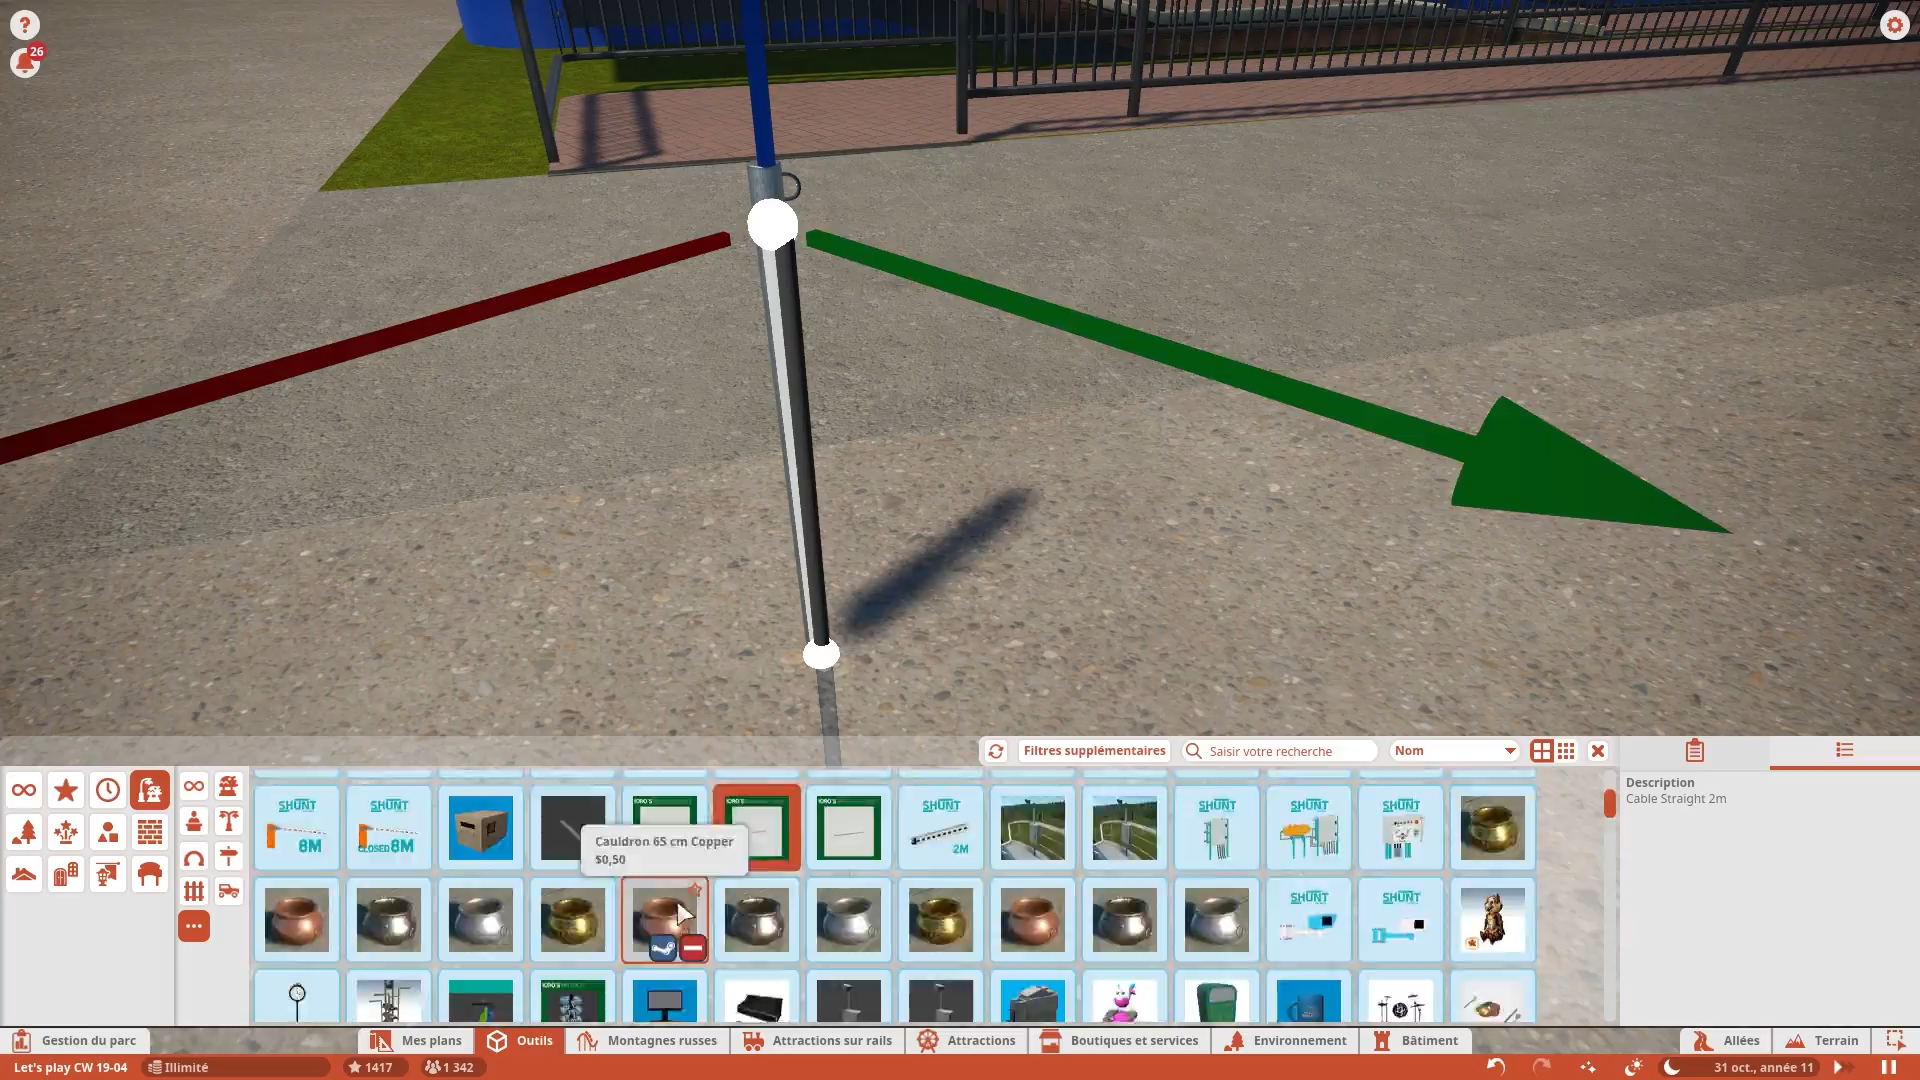 ?
26
Filtres supplémentaires
Saisir votre recherche
Nom
Description
Cable Straight 2m
SHUNT
8M
SHUNT
CLOSED 8M
SHUNT
2M
SHUNT
SHUNT
SHUNT
Cauldron 65 cm Copper
$0,50
SHUNT
SHUNT
Gestion du parc
Mes plans
Outils
Montagnes russes
Attractions sur rails
Attractions
Boutiques et services
Environnement
Bâtiment
Allées
Terrain
Let's play CW 19-04
Illimité
1417
1 342
31 oct., année 11